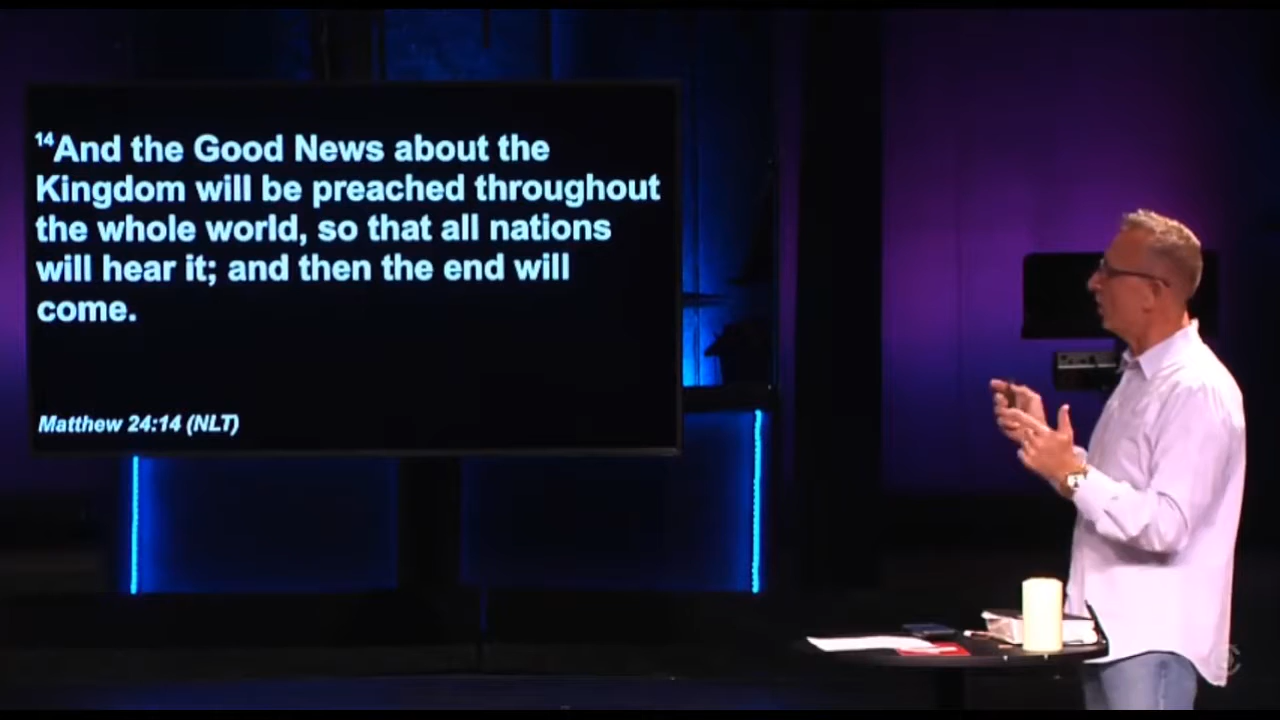 ¹⁴And the Good News about the
Kingdom will be preached throughout
the whole world, so that all nations
will hear it; and then the end will
come.
Matthew 24:14 (NLT)